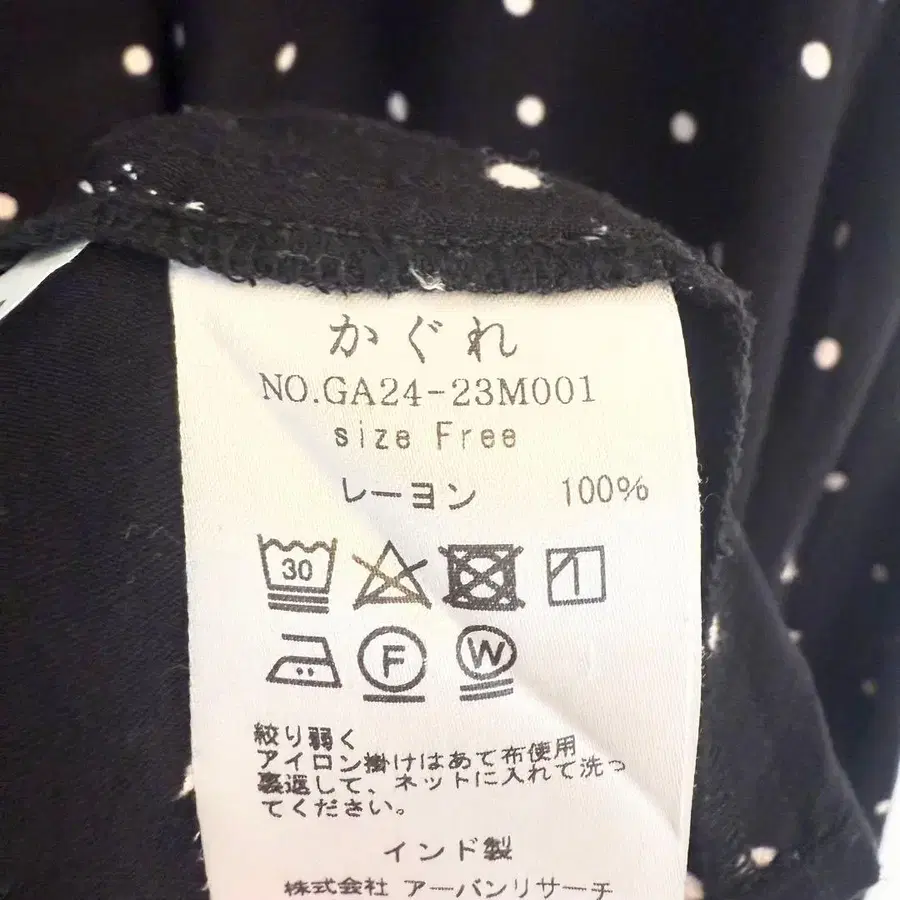 かぐれ
NO.GA24-23M001
size Free
レーヨン 100%
30
F W
絞り弱く
アイロン掛けはあて布使用
裏返して、ネットに入れて洗っ
てください。
インド製
株式会社 アーバンリサーチ